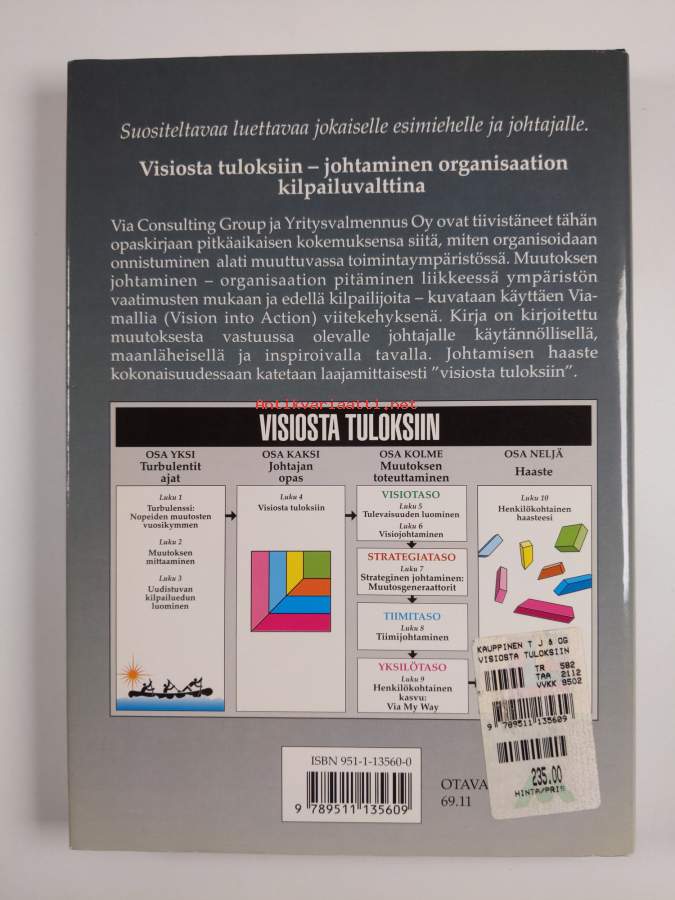 Suositeltavaa luettavaa jokaiselle esimiehelle ja johtajalle.
Visiosta tuloksiin – johtaminen organisaation
kilpailuvalttina
Via Consulting Group ja Yritysvalmennus Oy ovat tiivistäneet tähän
opaskirjaan pitkäaikaisen kokemuksensa siitä, miten organisoidaan
onnistuminen alati muuttuvassa toimintaympäristössä. Muutoksen
johtaminen – organisaation pitäminen liikkeessä ympäristön
vaatimusten mukaan ja edellä kilpailijoita – kuvataan käyttäen Via-
mallia (Vision into Action) viitekehyksenä. Kirja on kirjoitettu
muutoksesta vastuussa olevalle johtajalle käytännöllisellä,
maanläheisellä ja inspiroivalla tavalla. Johtamisen haaste
kokonaisuudessaan katetaan laajamittaisesti ”visiosta tuloksiin”.
Antikvariaatti.net
VISIOSTA TULOKSIIN
OSA YKSI
Turbulentit
ajat
Luku 1
Turbulenssi:
Nopeiden muutosten
vuosikymmen
Luku 2
Muutoksen
mittaaminen
Luku 3
Uudistuvan
kilpailuedun
luominen
OSA KAKSI
Johtajan
opas
Luku 4
Visiosta tuloksiin
OSA KOLME
Muutoksen
toteuttaminen
VISIOTASO
Luku 5
Tulevaisuuden luominen
Luku 6
Visiojohtaminen
STRATEGIATASO
Luku 7
Strateginen johtaminen:
Muutosgeneraattorit
TIIMITASO
Luku 8
Tiimijohtaminen
YKSILÖTASO
Luku 9
Henkilökohtainen
kasvu:
Via My Way
OSA NELJÄ
Haaste
Luku 10
Henkilökohtainen
haasteesi
KAUPPINEN T J & OG
VISIOSTA TULOKSIIN
TR 582
TAA 2112
VVKK 9502
9 789511 135609
235.00
HINTA/PRIS
ISBN 951-1-13560-0
9 789511 135609
OTAVA
69.11